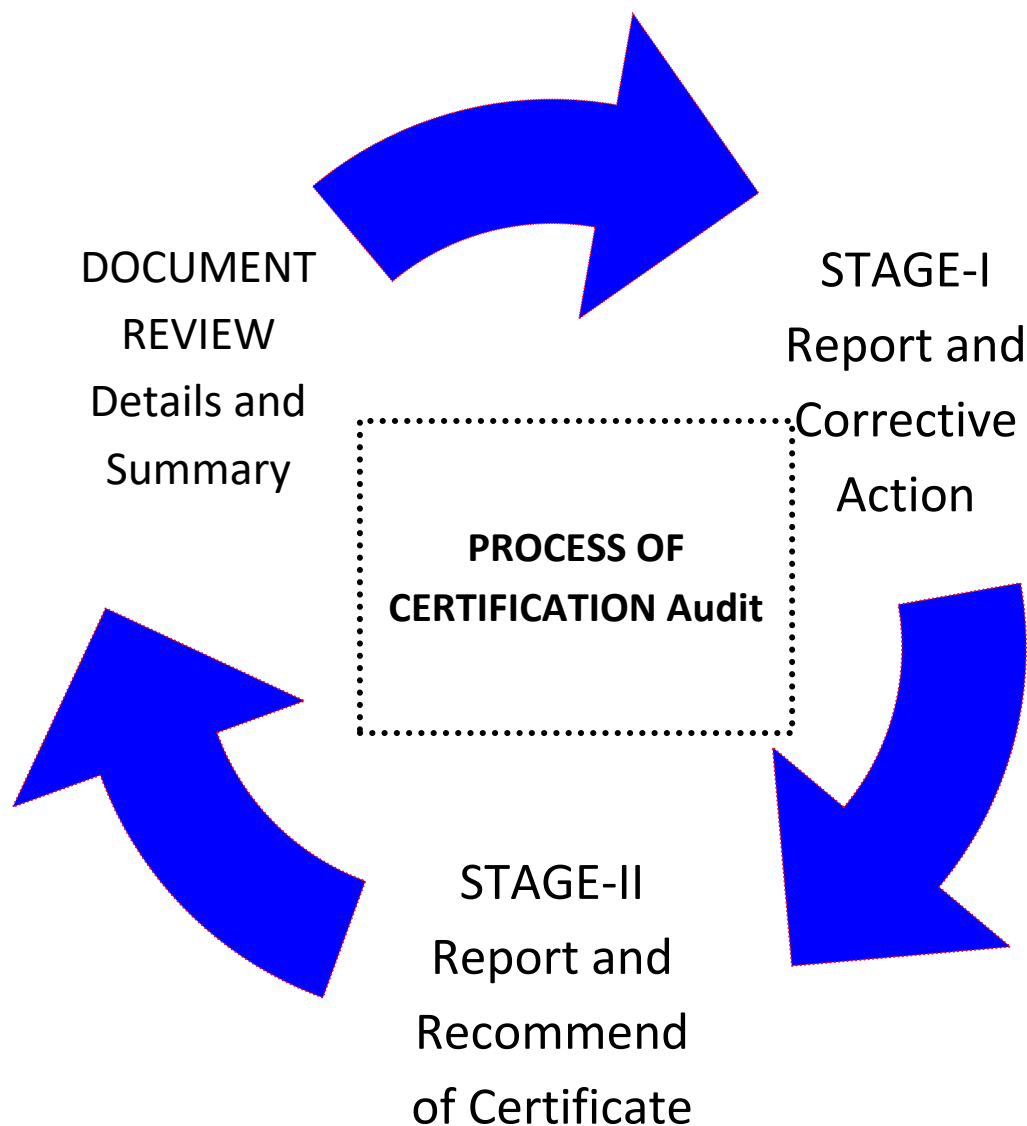 DOCUMENT
REVIEW
Details and
Summary
STAGE-I
Report and
Corrective
Action
PROCESS OF
CERTIFICATION Audit
STAGE-II
Report and
Recommend
of Certificate